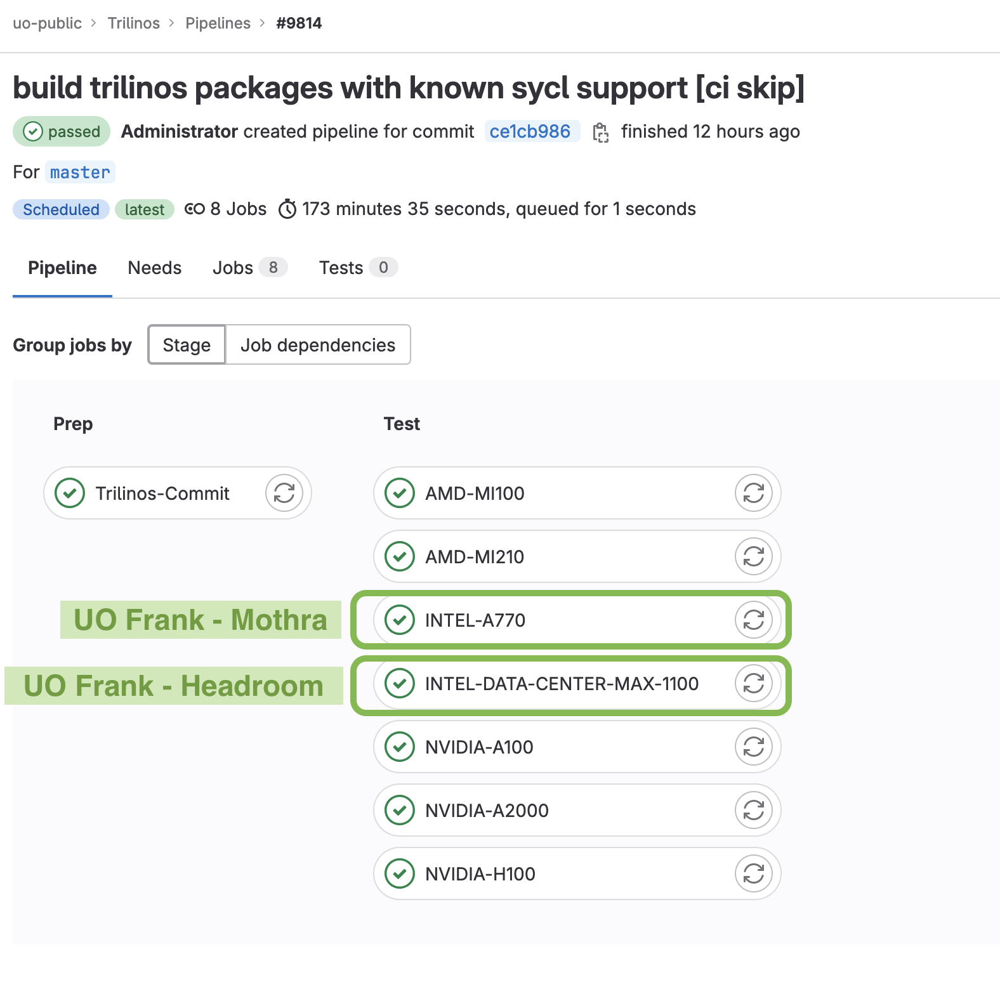 uo-public > Trilinos > Pipelines > #9814
build trilinos packages with known sycl support [ci skip]
passed Administrator created pipeline for commit ce1cb986 finished 12 hours ago
For master
Scheduled latest 8 Jobs 173 minutes 35 seconds, queued for 1 seconds
Pipeline Needs Jobs 8 Tests 0
Group jobs by Stage Job dependencies
Prep Test
Trilinos-Commit AMD-MI100
AMD-MI210
UO Frank - Mothra INTEL-A770
UO Frank - Headroom INTEL-DATA-CENTER-MAX-1100
NVIDIA-A100
NVIDIA-A2000
NVIDIA-H100